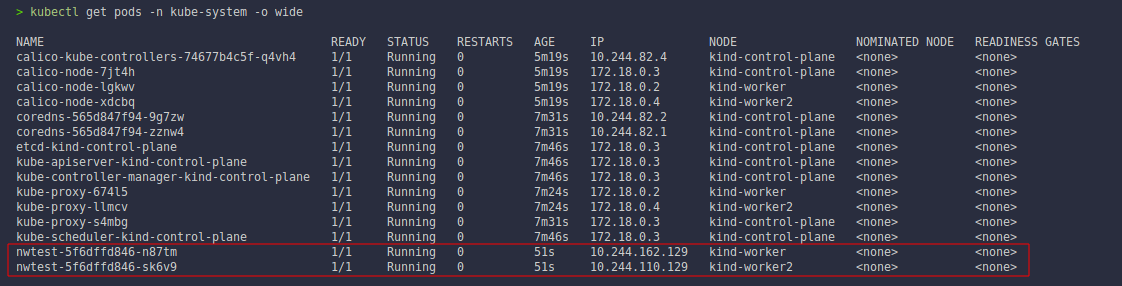 > kubectl get pods -n kube-system -o wide
NAME READY STATUS RESTARTS AGE IP NODE NOMINATED NODE READINESS GATES
calico-kube-controllers-74677b4c5f-q4vh4 1/1 Running 0 5m19s 10.244.82.4 kind-control-plane <none> <none>
calico-node-7jt4h 1/1 Running 0 5m19s 172.18.0.3 kind-control-plane <none> <none>
calico-node-lgkwv 1/1 Running 0 5m19s 172.18.0.2 kind-worker <none> <none>
calico-node-xdcbq 1/1 Running 0 5m19s 172.18.0.4 kind-worker2 <none> <none>
coredns-565d847f94-9g7zw 1/1 Running 0 7m31s 10.244.82.2 kind-control-plane <none> <none>
coredns-565d847f94-zznw4 1/1 Running 0 7m31s 10.244.82.1 kind-control-plane <none> <none>
etcd-kind-control-plane 1/1 Running 0 7m46s 172.18.0.3 kind-control-plane <none> <none>
kube-apiserver-kind-control-plane 1/1 Running 0 7m46s 172.18.0.3 kind-control-plane <none> <none>
kube-controller-manager-kind-control-plane 1/1 Running 0 7m46s 172.18.0.3 kind-control-plane <none> <none>
kube-proxy-674l5 1/1 Running 0 7m24s 172.18.0.2 kind-worker <none> <none>
kube-proxy-llmcv 1/1 Running 0 7m24s 172.18.0.4 kind-worker2 <none> <none>
kube-proxy-s4mbg 1/1 Running 0 7m31s 172.18.0.3 kind-control-plane <none> <none>
kube-scheduler-kind-control-plane 1/1 Running 0 7m46s 172.18.0.3 kind-control-plane <none> <none>
nwtest-5f6dffd846-n87tm 1/1 Running 0 51s 10.244.162.129 kind-worker <none> <none>
nwtest-5f6dffd846-sk6v9 1/1 Running 0 51s 10.244.110.129 kind-worker2 <none> <none>